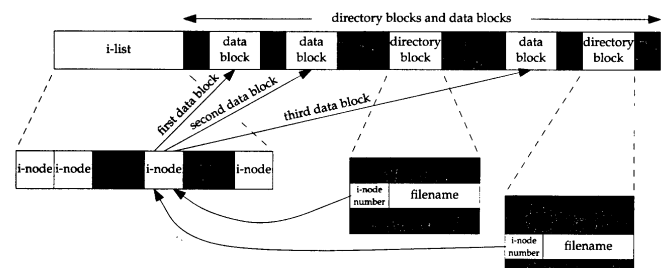 directory blocks and data blocks
i-list
data
block
data
block
directory
block
data
block
directory
block
first data block
second data block
third data block
i-node
i-node
i-node
i-node
i-node
number
filename
i-node
number
filename